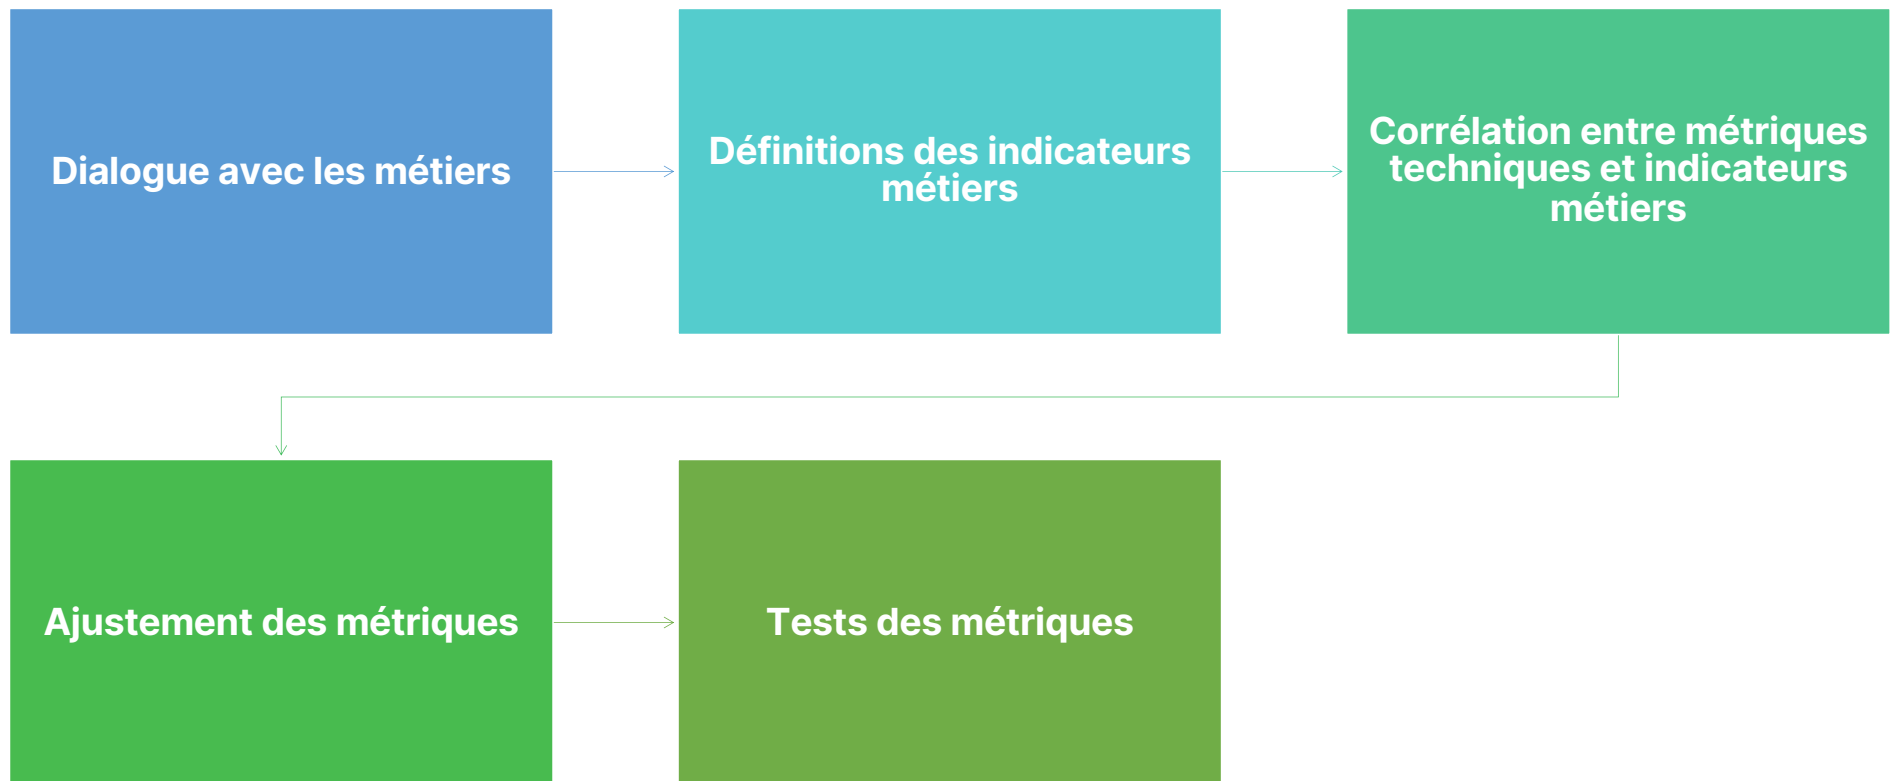 Dialogue avec les métiers
Définitions des indicateurs
métiers
Corrélation entre métriques
techniques et indicateurs
métiers
Ajustement des métriques
Tests des métriques